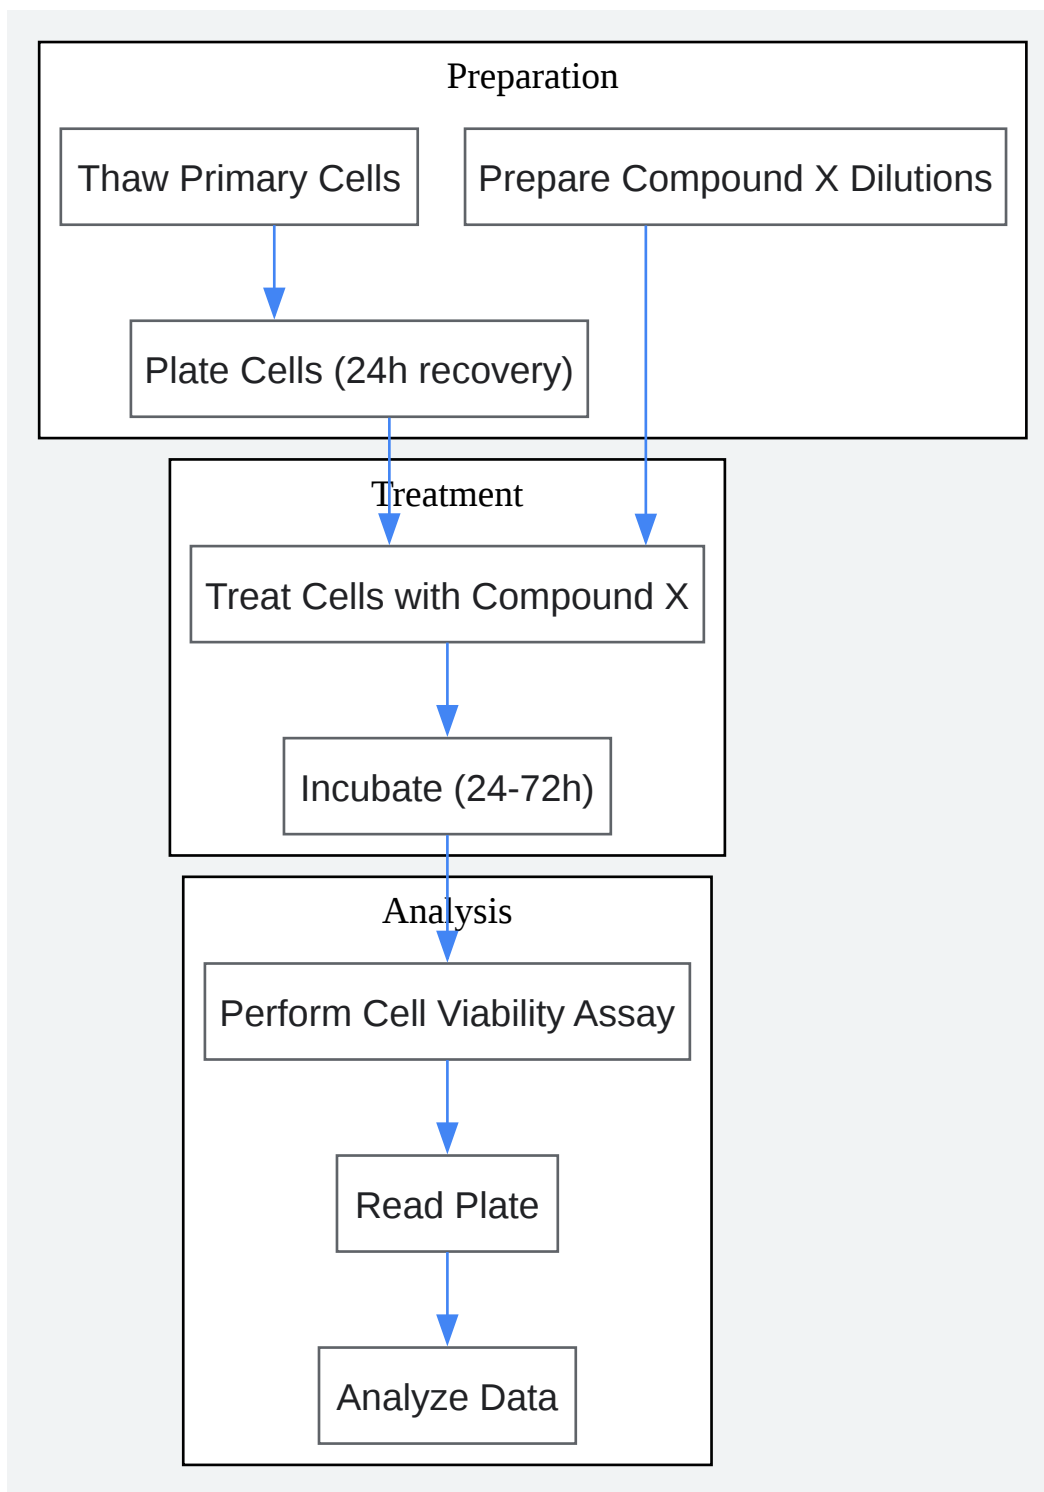 Preparation
Thaw Primary Cells
Prepare Compound X Dilutions
Plate Cells (24h recovery)
Treatment
Treat Cells with Compound X
Incubate (24-72h)
Analysis
Perform Cell Viability Assay
Read Plate
Analyze Data